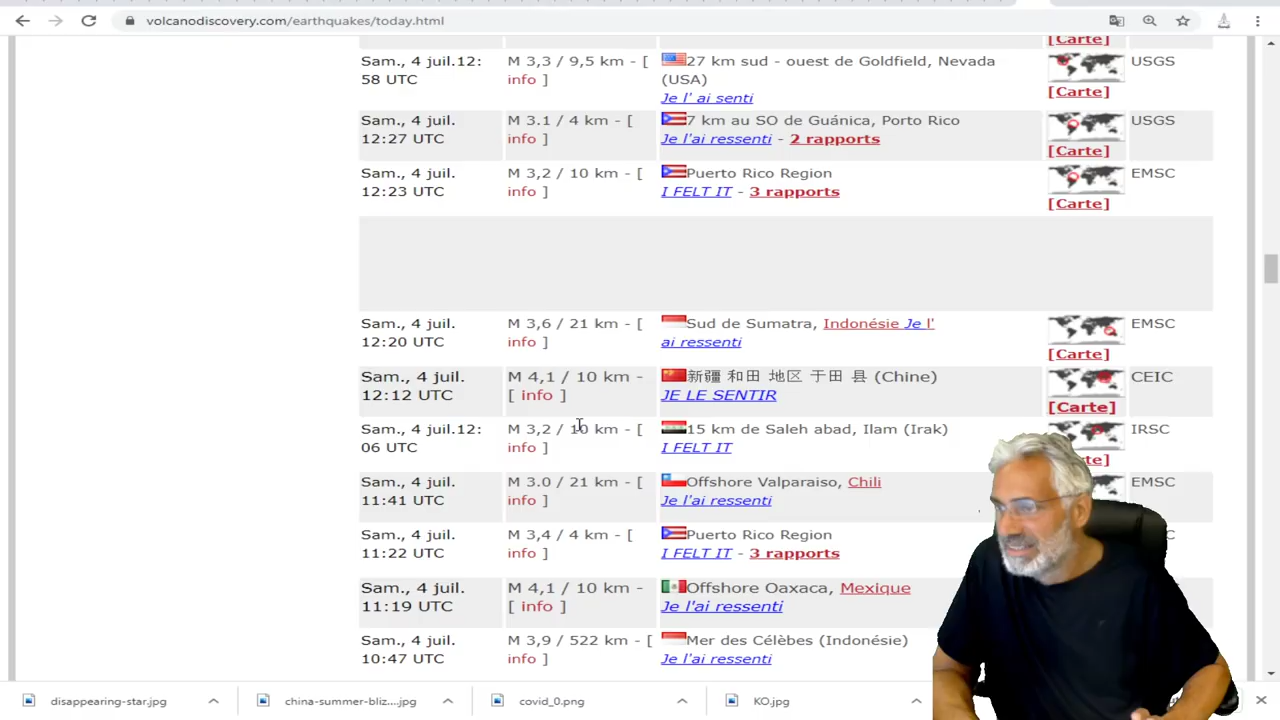 volcanodiscovery.com/earthquakes/today.html
[Carte]
Sam., 4 juil.12: M 3,3 / 9,5 km - [ 27 km sud - ouest de Goldfield, Nevada USGS
58 UTC info ] (USA)
Je l' ai senti [Carte]
Sam., 4 juil. M 3.1 / 4 km - [ 7 km au SO de Guánica, Porto Rico USGS
12:27 UTC info ] Je l'ai ressenti - 2 rapports
[Carte]
Sam., 4 juil. M 3,2 / 10 km - [ Puerto Rico Region EMSC
12:23 UTC info ] I FELT IT - 3 rapports
[Carte]
Sam., 4 juil. M 3,6 / 21 km - [ Sud de Sumatra, Indonésie Je l' EMSC
12:20 UTC info ] ai ressenti
[Carte]
Sam., 4 juil. M 4,1 / 10 km - 新疆 和田 地区 于田 县 (Chine) CEIC
12:12 UTC [ info ] JE LE SENTIR
[Carte]
Sam., 4 juil.12: M 3,2 / 10 km - [ 15 km de Saleh abad, Ilam (Irak) IRSC
06 UTC info ] I FELT IT
Sam., 4 juil. M 3.0 / 21 km - [ Offshore Valparaiso, Chili EMSC
11:41 UTC info ] Je l'ai ressenti
Sam., 4 juil. M 3,4 / 4 km - [ Puerto Rico Region
11:22 UTC info ] I FELT IT - 3 rapports
Sam., 4 juil. M 4,1 / 10 km - Offshore Oaxaca, Mexique
11:19 UTC [ info ] Je l'ai ressenti
Sam., 4 juil. M 3,9 / 522 km - [ Mer des Célèbes (Indonésie)
10:47 UTC info ] Je l'ai ressenti
disappearing-star.jpg china-summer-bliz....jpg covid_0.png KO.jpg